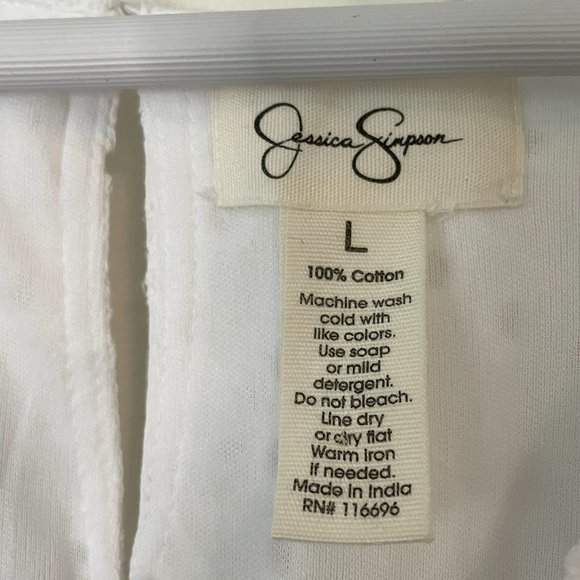 Jessica Simpson
L
100% Cotton
Machine wash
cold with
like colors.
Use soap
or mild
detergent.
Do not bleach.
Line dry
or dry flat
Warm Iron
if needed.
Made in India
RN# 116696